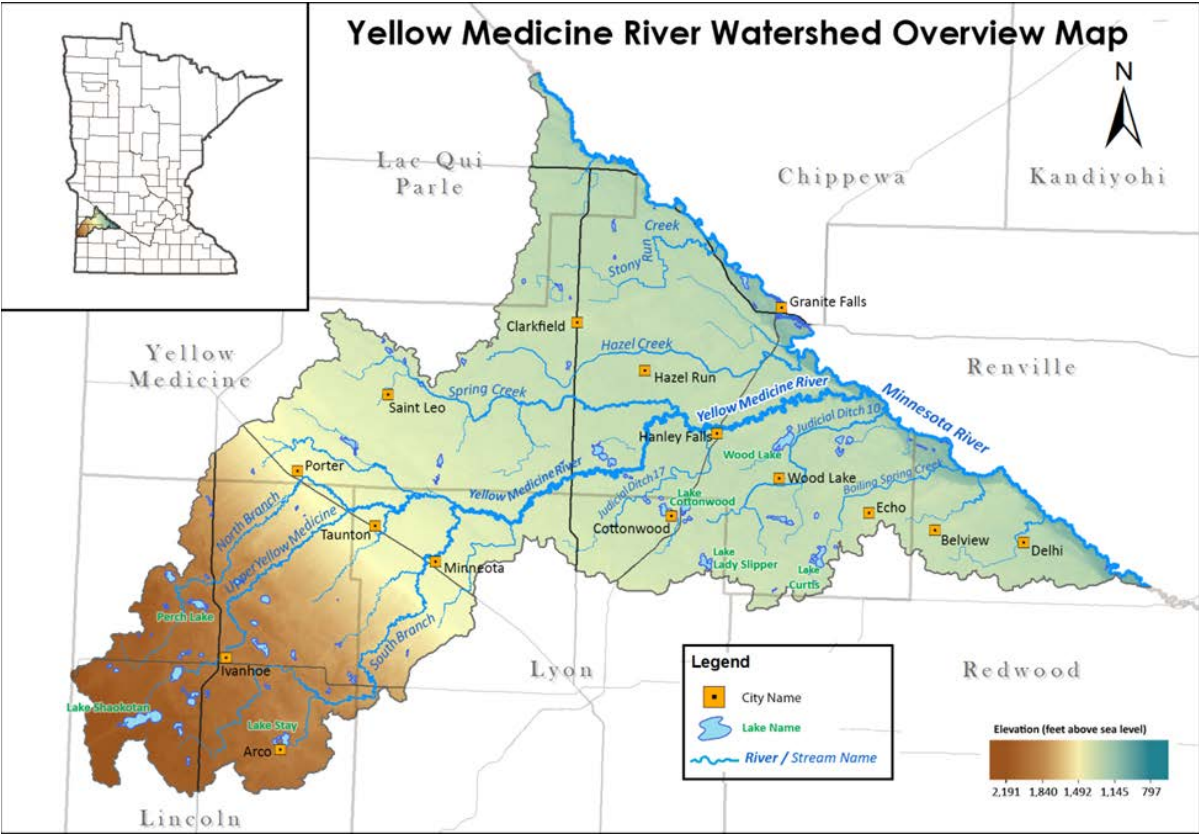 Yellow Medicine River Watershed Overview Map
N
Lac Qui
Parle
Chippewa
Kandiyohi
Creek
Stony
Run
Granite Falls
Clarkfield
Hazel Creek
Yellow
Medicine
Renville
Hazel Run
Spring Creek
Saint Leo
Yellow Medicine River
Minnesota River
Judicial Ditch 10
Hanley Falls
Wood Lake
Porter
Yellow Medicine River
Judicial Ditch 17
Wood Lake
Boiling Spring Creek
Lake
Cottonwood
North Branch
Upper Yellow Medicine
Taunton
Cottonwood
Echo
Belview
Delhi
Minneota
Lake
Lady Slipper
Lake
Curtis
Perch Lake
South Branch
Ivanhoe
Lyon
Redwood
Lake Shaokotan
Lake Stay
Arco
Lincoln
Legend
City Name
Lake Name
River / Stream Name
Elevation (feet above sea level)
2,191 1,840 1,492 1,145 797